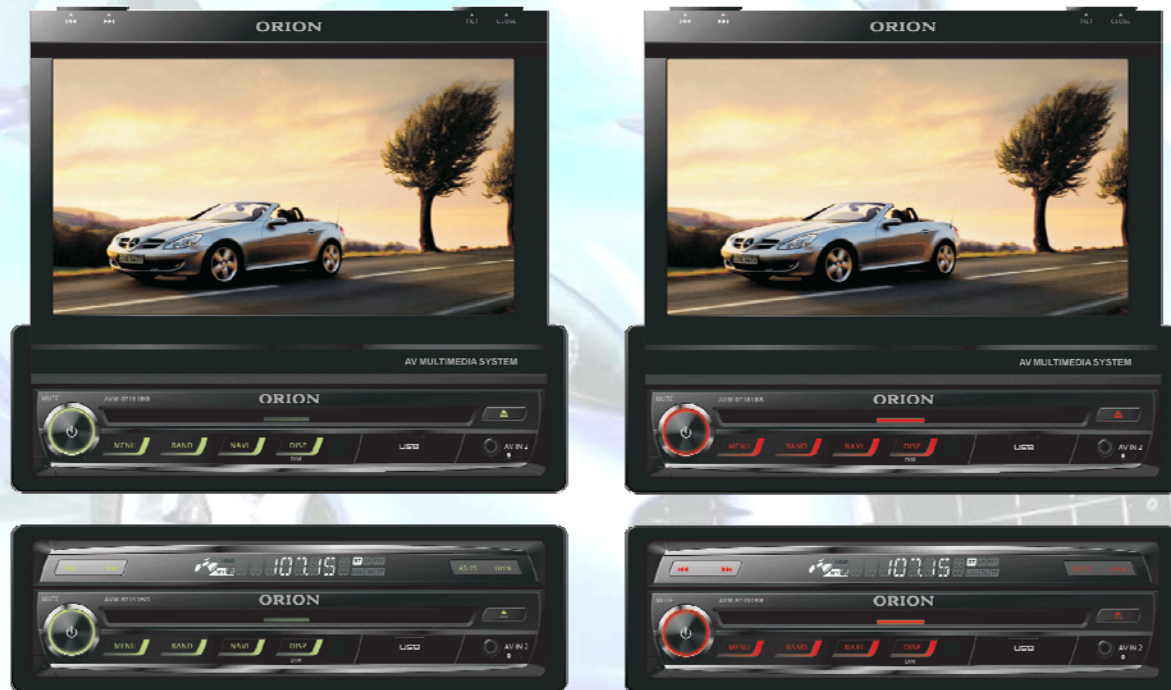 TILT CLOSE
ORION
AV MULTIMEDIA SYSTEM
MUTE
ORION
MENU BAND NAVI DISP
DIM
USB
AV IN 2
TILT CLOSE
ORION
AV MULTIMEDIA SYSTEM
MUTE
ORION
MENU BAND NAVI DISP
DIM
USB
AV IN 2
107.15
AS/PS OPEN
MUTE
ORION
MENU BAND NAVI DISP
DIM
USB
AV IN 2
107.15
MUTE
ORION
MENU BAND NAVI DISP
DIM
USB
AV IN 2